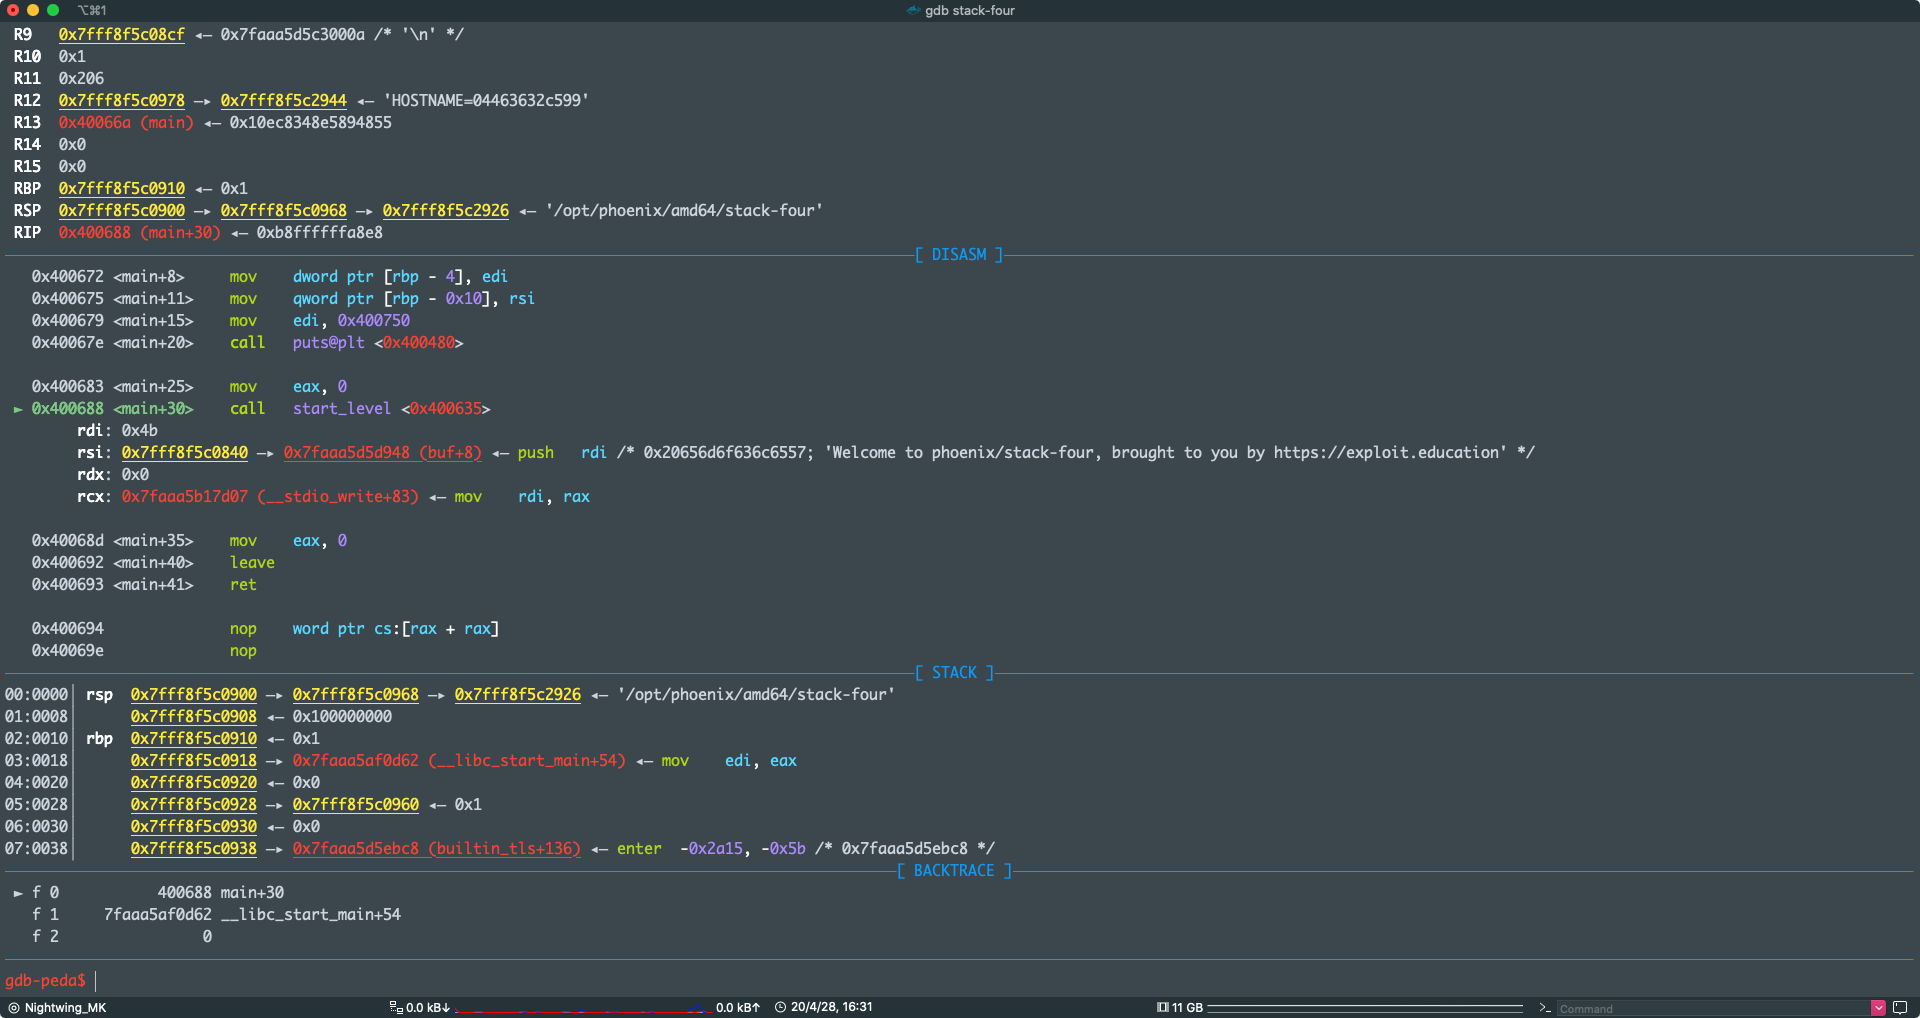 ⌥⌘1 gdb stack-four
R9 0x7fff8f5c08cf ◂— 0x7faaa5d5c3000a /* '\n' */
R10 0x1
R11 0x206
R12 0x7fff8f5c0978 —▸ 0x7fff8f5c2944 ◂— 'HOSTNAME=04463632c599'
R13 0x40066a (main) ◂— 0x10ec8348e5894855
R14 0x0
R15 0x0
RBP 0x7fff8f5c0910 ◂— 0x1
RSP 0x7fff8f5c0900 —▸ 0x7fff8f5c0968 —▸ 0x7fff8f5c2926 ◂— '/opt/phoenix/amd64/stack-four'
RIP 0x400688 (main+30) ◂— 0xb8ffffffa8e8
[ DISASM ]
0x400672 <main+8> mov dword ptr [rbp - 4], edi
0x400675 <main+11> mov qword ptr [rbp - 0x10], rsi
0x400679 <main+15> mov edi, 0x400750
0x40067e <main+20> call puts@plt <0x400480>
0x400683 <main+25> mov eax, 0
► 0x400688 <main+30> call start_level <0x400635>
rdi: 0x4b
rsi: 0x7fff8f5c0840 —▸ 0x7faaa5d5d948 (buf+8) ◂— push rdi /* 0x20656d6f636c6557; 'Welcome to phoenix/stack-four, brought to you by https://exploit.education' */
rdx: 0x0
rcx: 0x7faaa5b17d07 (__stdio_write+83) ◂— mov rdi, rax
0x40068d <main+35> mov eax, 0
0x400692 <main+40> leave
0x400693 <main+41> ret
0x400694 nop word ptr cs:[rax + rax]
0x40069e nop
[ STACK ]
00:0000│ rsp 0x7fff8f5c0900 —▸ 0x7fff8f5c0968 —▸ 0x7fff8f5c2926 ◂— '/opt/phoenix/amd64/stack-four'
01:0008│ 0x7fff8f5c0908 ◂— 0x100000000
02:0010│ rbp 0x7fff8f5c0910 ◂— 0x1
03:0018│ 0x7fff8f5c0918 —▸ 0x7faaa5af0d62 (__libc_start_main+54) ◂— mov edi, eax
04:0020│ 0x7fff8f5c0920 ◂— 0x0
05:0028│ 0x7fff8f5c0928 —▸ 0x7fff8f5c0960 ◂— 0x1
06:0030│ 0x7fff8f5c0930 ◂— 0x0
07:0038│ 0x7fff8f5c0938 —▸ 0x7faaa5d5ebc8 (builtin_tls+136) ◂— enter -0x2a15, -0x5b /* 0x7faaa5d5ebc8 */
[ BACKTRACE ]
► f 0 400688 main+30
f 1 7faaa5af0d62 __libc_start_main+54
f 2 0
gdb-peda$
Nightwing_MK 0.0 kB↓ 0.0 kB↑ 20/4/28, 16:31 11 GB >_ Command